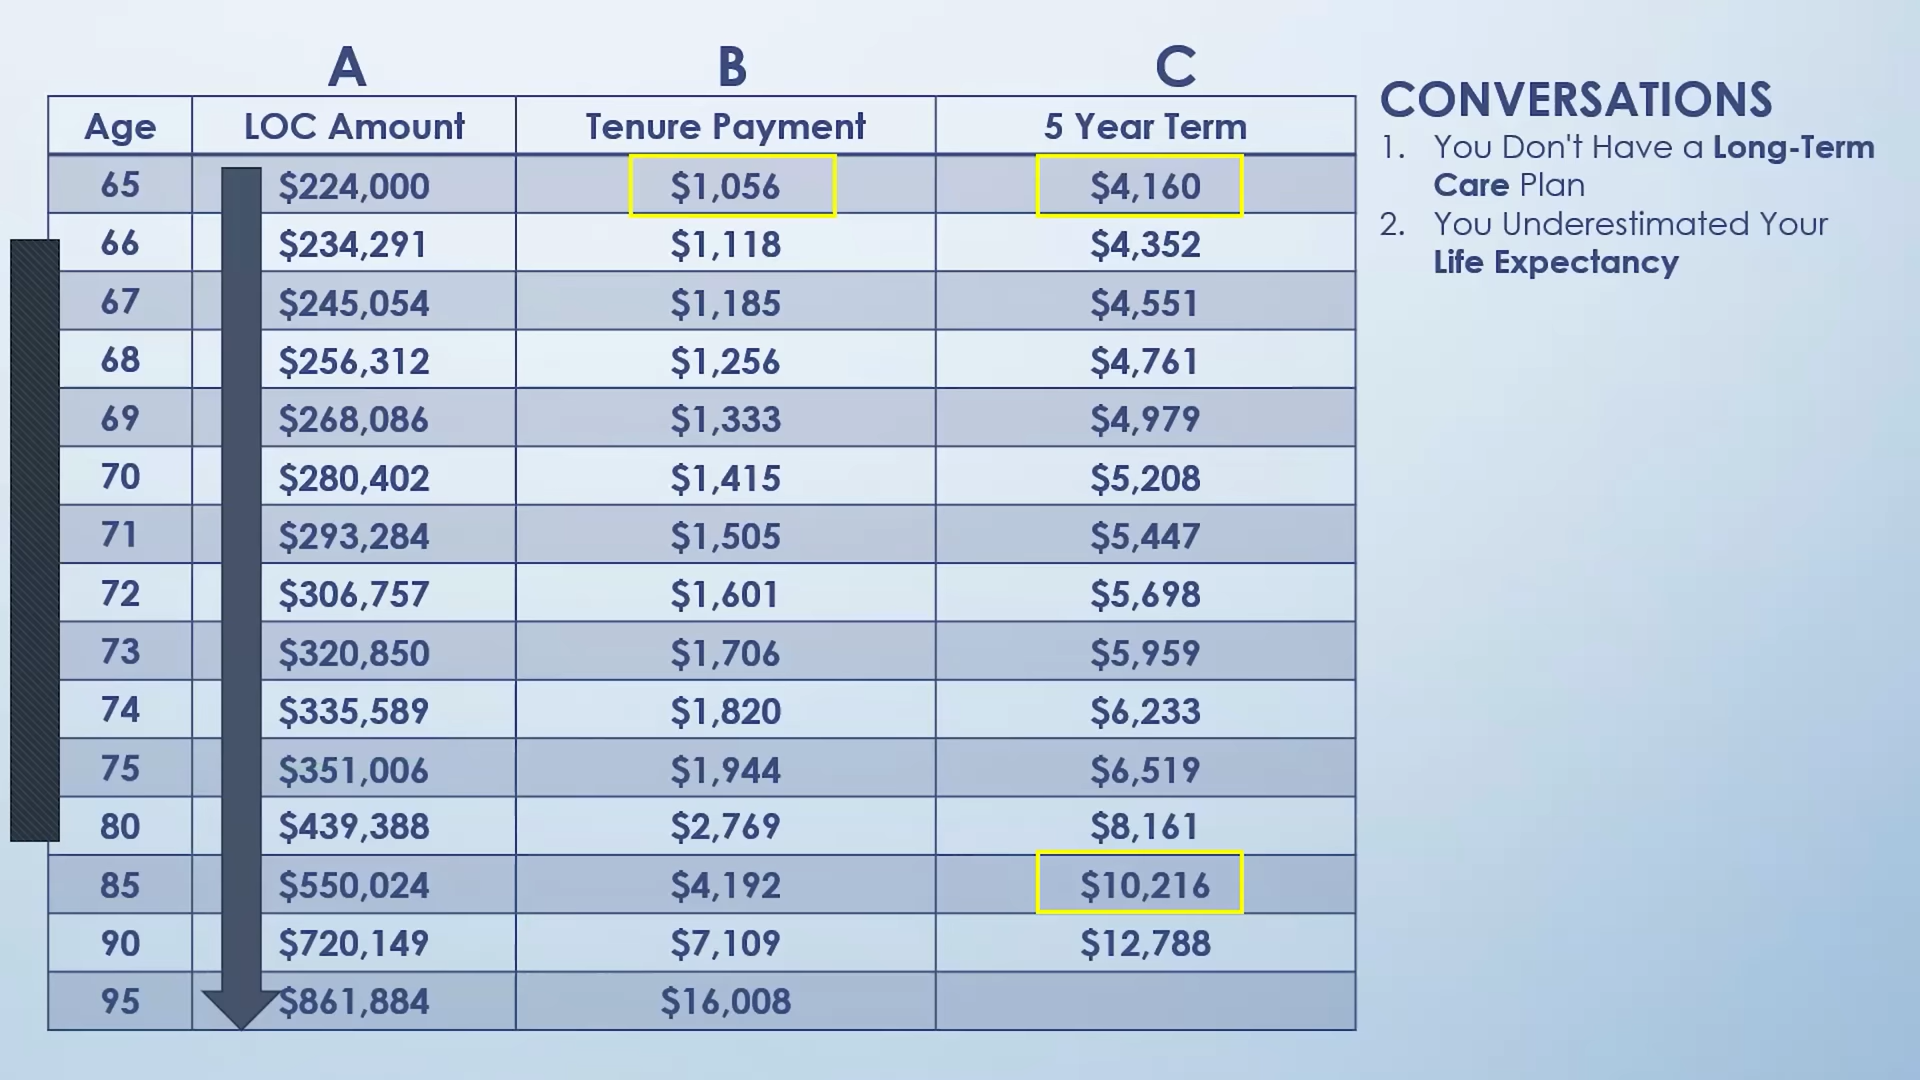 A B C
Age LOC Amount Tenure Payment 5 Year Term
65 $224,000 $1,056 $4,160
66 $234,291 $1,118 $4,352
67 $245,054 $1,185 $4,551
68 $256,312 $1,256 $4,761
69 $268,086 $1,333 $4,979
70 $280,402 $1,415 $5,208
71 $293,284 $1,505 $5,447
72 $306,757 $1,601 $5,698
73 $320,850 $1,706 $5,959
74 $335,589 $1,820 $6,233
75 $351,006 $1,944 $6,519
80 $439,388 $2,769 $8,161
85 $550,024 $4,192 $10,216
90 $720,149 $7,109 $12,788
95 $861,884 $16,008
CONVERSATIONS
1. You Don't Have a Long-Term
Care Plan
2. You Underestimated Your
Life Expectancy